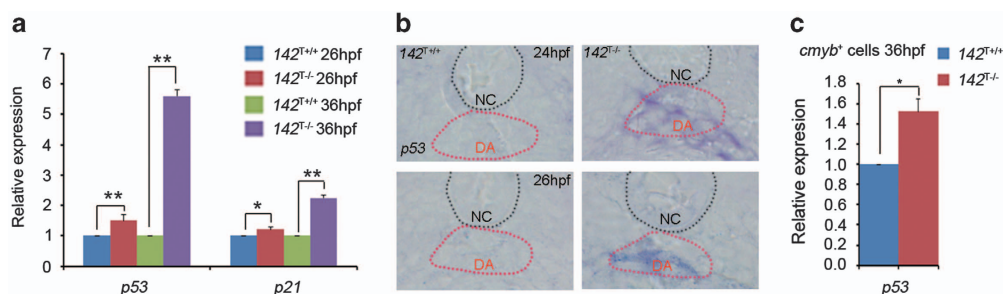 a
7
6
5
4
3
2
1
0
Relative expression
142T+/+ 26hpf
142T-/- 26hpf
142T+/+ 36hpf
142T-/- 36hpf
**
**
*
**
p53
p21
b
142T+/+
24hpf
142T-/-
NC
NC
DA
DA
p53
26hpf
NC
NC
DA
DA
c
cmyb+ cells 36hpf
142T+/+
142T-/-
1.8
1.6
1.4
1.2
1.0
0.8
0.6
0.4
0.2
0.0
Relative expresion
*
p53